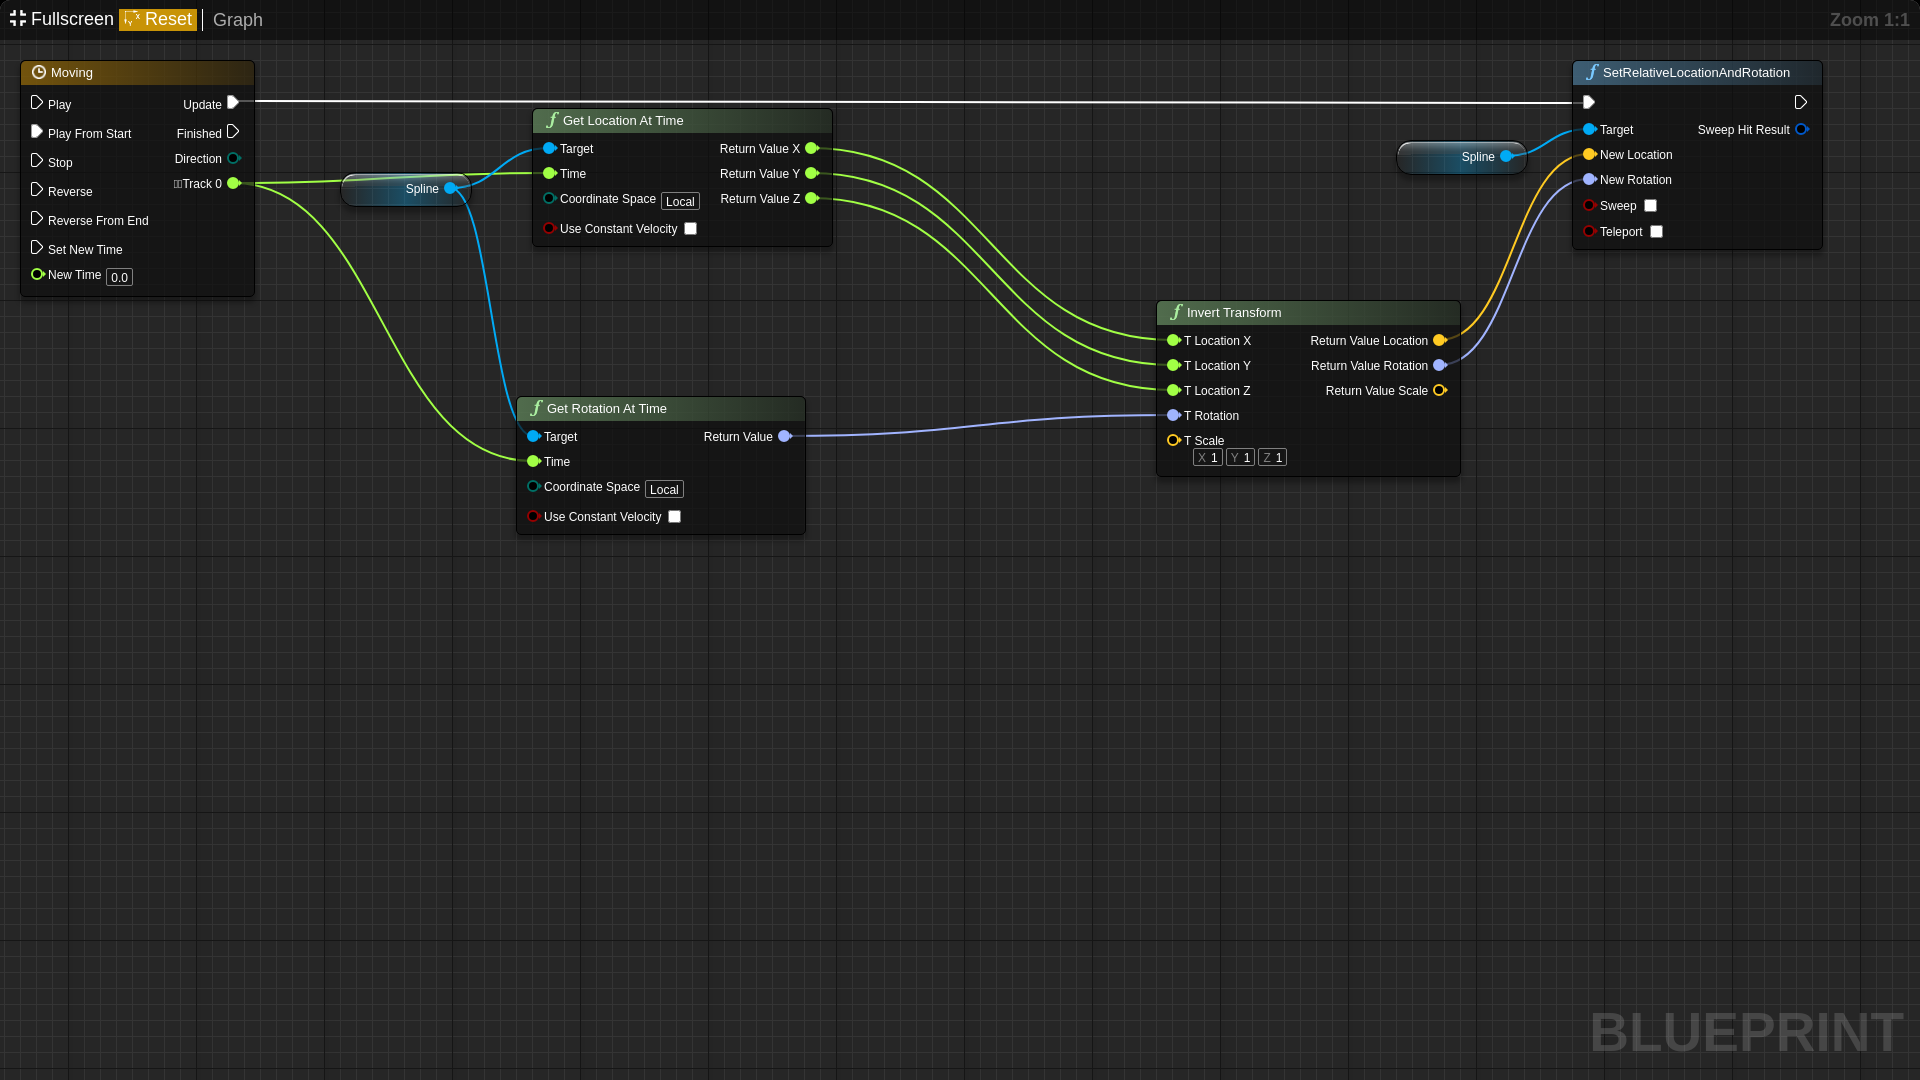 Fullscreen Reset Graph
Zoom 1:1
Moving
Play
Update
Play From Start
Finished
Stop
Direction
Reverse
Track 0
Reverse From End
Set New Time
New Time 0.0
Spline
Get Location At Time
Target
Return Value X
Time
Return Value Y
Coordinate Space Local
Return Value Z
Use Constant Velocity
Get Rotation At Time
Target
Return Value
Time
Coordinate Space Local
Use Constant Velocity
Invert Transform
T Location X
Return Value Location
T Location Y
Return Value Rotation
T Location Z
Return Value Scale
T Rotation
T Scale
X 1 Y 1 Z 1
Spline
SetRelativeLocationAndRotation
Target
Sweep Hit Result
New Location
New Rotation
Sweep
Teleport
BLUEPRINT